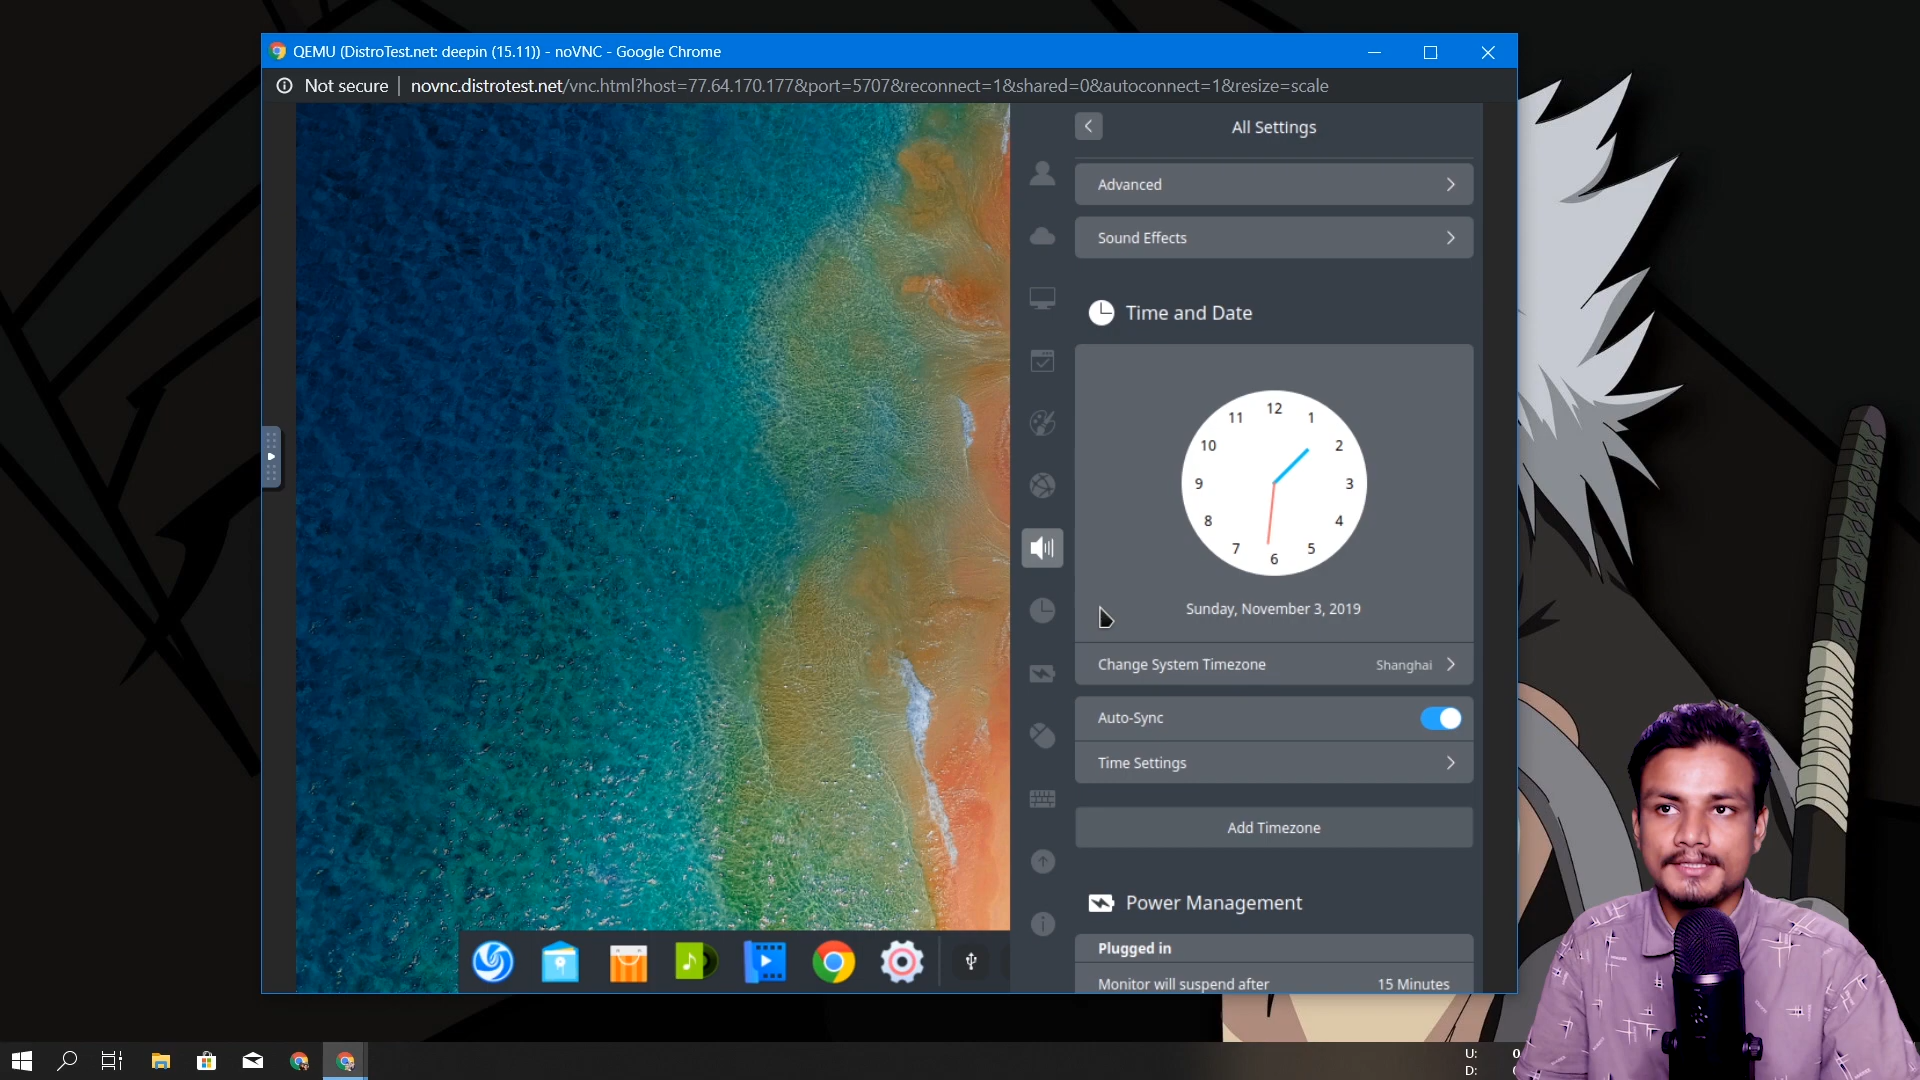 QEMU (DistroTest.net: deepin (15.11)) - noVNC - Google Chrome
Not secure | novnc.distrotest.net/vnc.html?host=77.64.170.177&port=5707&reconnect=1&shared=0&autoconnect=1&resize=scale
All Settings
Advanced
Sound Effects
Time and Date
12
11 1
10 2
9 3
8 4
7 5
6
Sunday, November 3, 2019
Change System Timezone Shanghai
Auto-Sync
Time Settings
Add Timezone
Power Management
Plugged in
Monitor will suspend after 15 Minutes
U: 0
D: